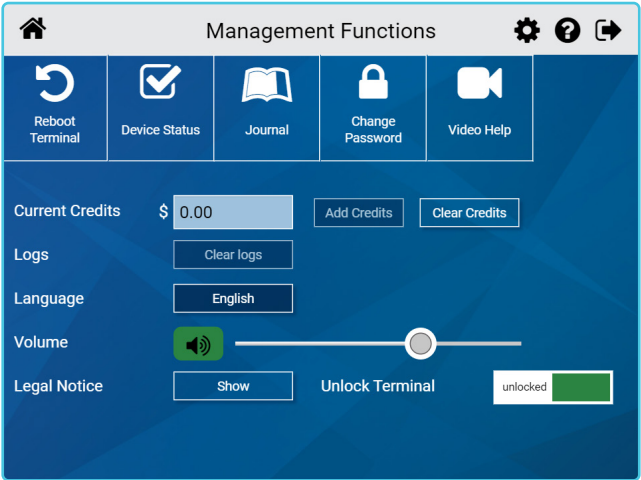 Management Functions
Reboot
Terminal
Device Status
Journal
Change
Password
Video Help
Current Credits $ 0.00 Add Credits Clear Credits
Logs Clear logs
Language English
Volume
Legal Notice Show Unlock Terminal unlocked